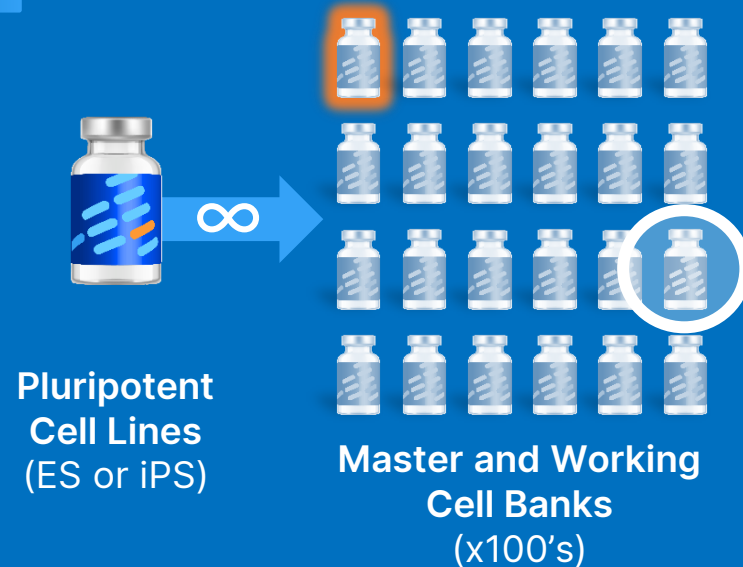 ∞
Pluripotent
Cell Lines
(ES or iPS)
Master and Working
Cell Banks
(x100’s)